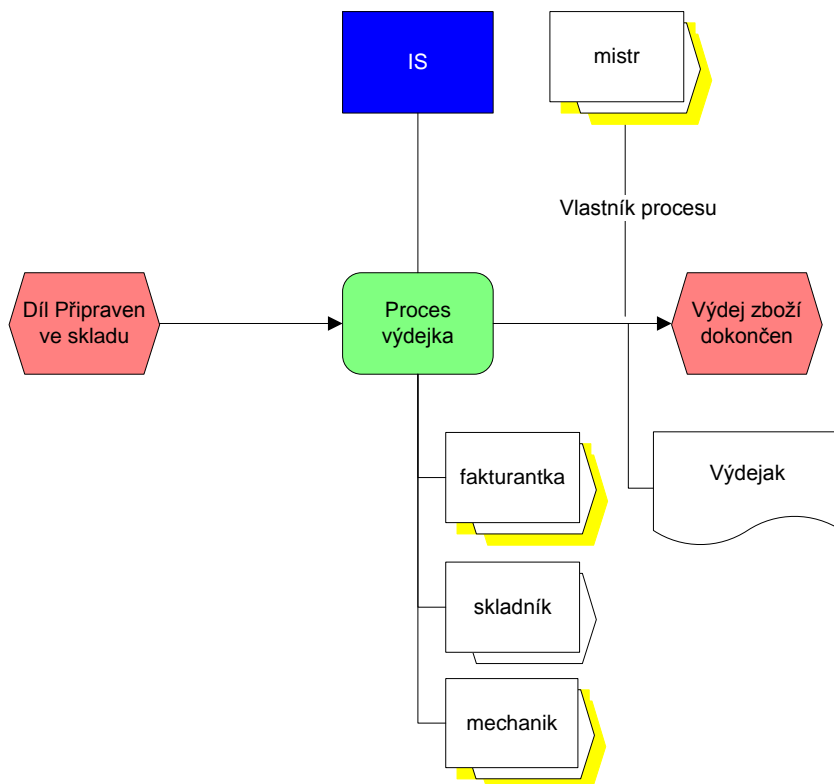 IS
mistr
Vlastník procesu
Díl Připraven
ve skladu
Proces
výdejka
Výdej zboží
dokončen
fakturantka
Výdejak
skladník
mechanik